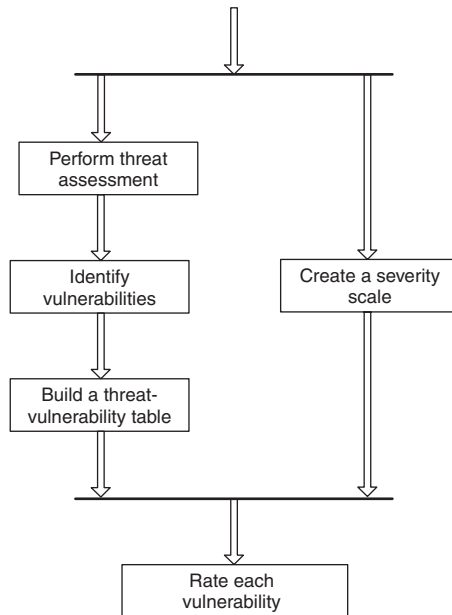 Perform threat
assessment
Identify
vulnerabilities
Create a severity
scale
Build a threat-
vulnerability table
Rate each
vulnerability